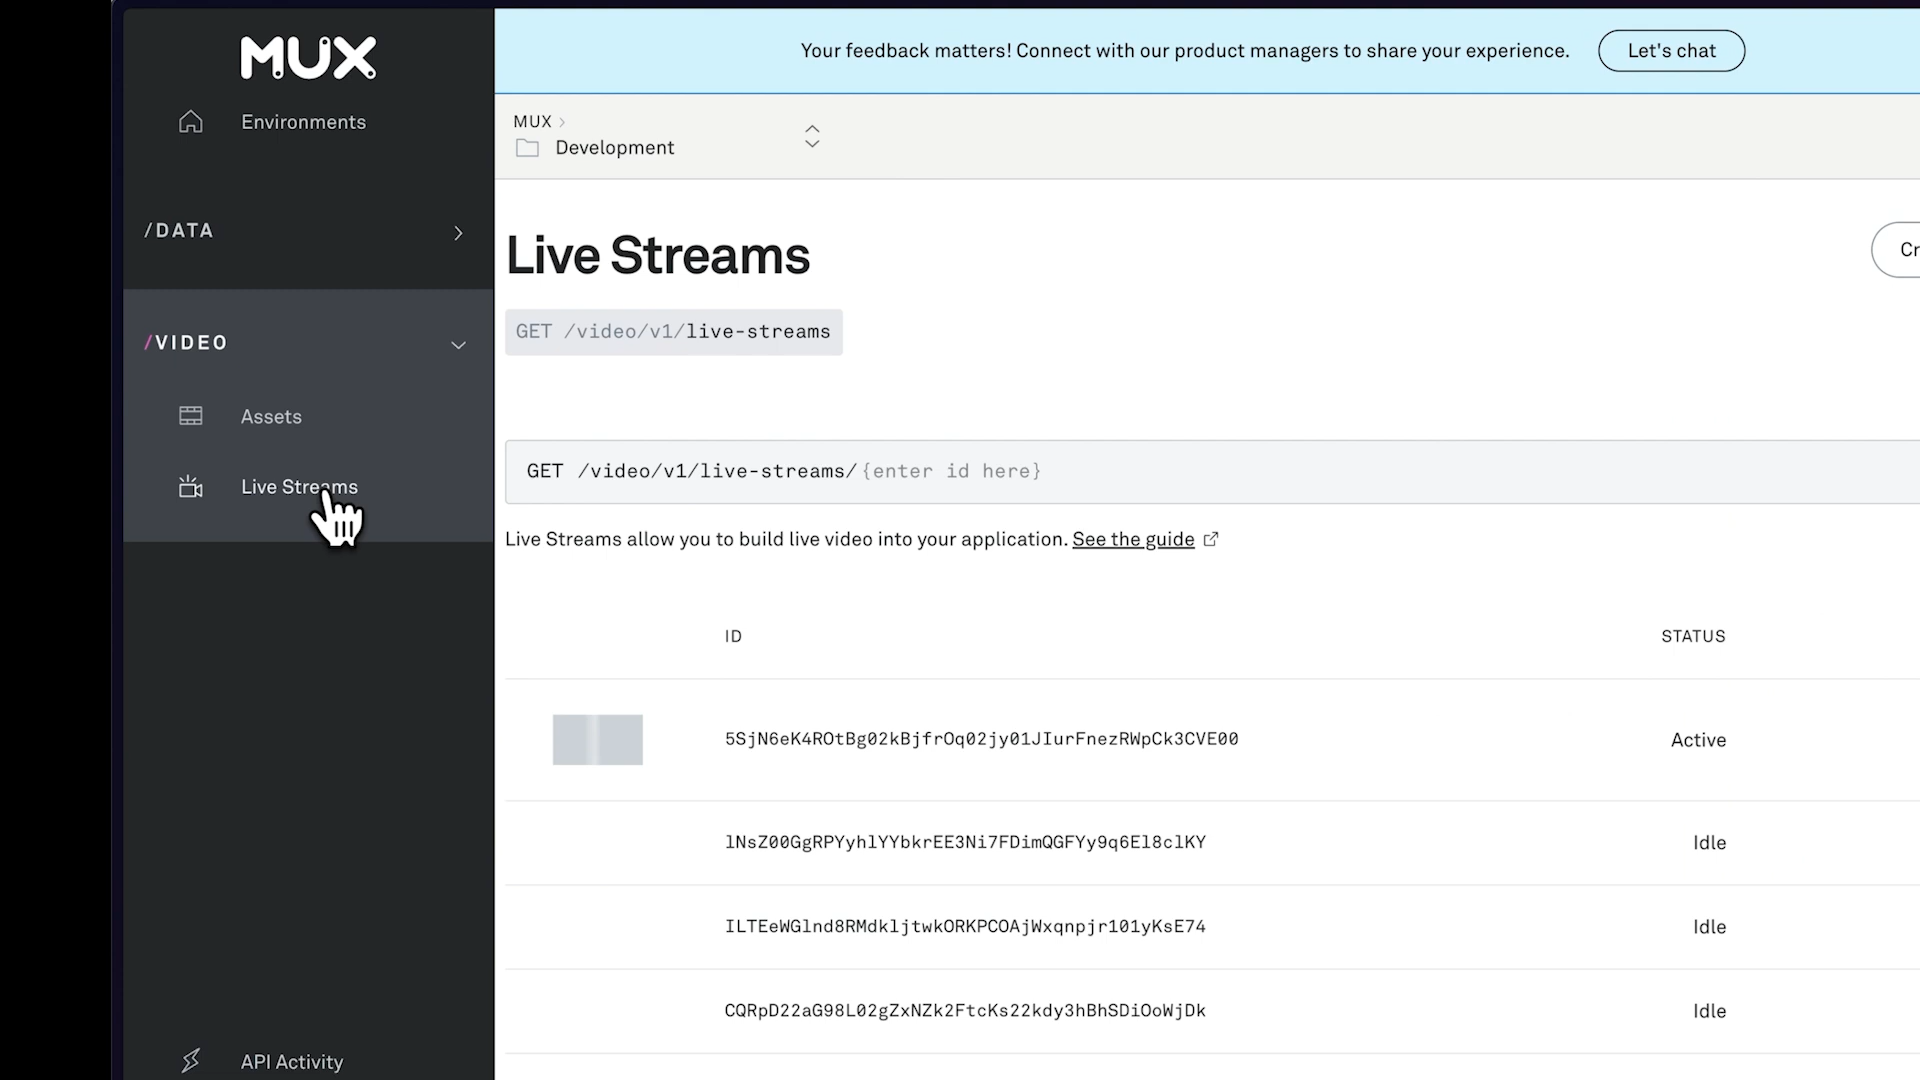 MUX
Environments
/DATA
/VIDEO
Assets
Live Streams
API Activity
Your feedback matters! Connect with our product managers to share your experience.
Let's chat
MUX
Development
Live Streams
Cr
GET /video/v1/live-streams
GET /video/v1/live-streams/{enter id here}
Live Streams allow you to build live video into your application. See the guide
ID STATUS
5SjN6eK4ROtBg02kBjfrOq02jy01JIurFnezRWpCk3CVE00 Active
lNsZ00GgRPYyhlYYbkrEE3Ni7FDimQGFYy9q6El8clKY Idle
ILTEeWGlnd8RMdkljtwkORKPCOAjWxqnpjr101yKsE74 Idle
CQRpD22aG98L02gZxNZk2FtcKs22kdy3hBhSDiOoWjDk Idle